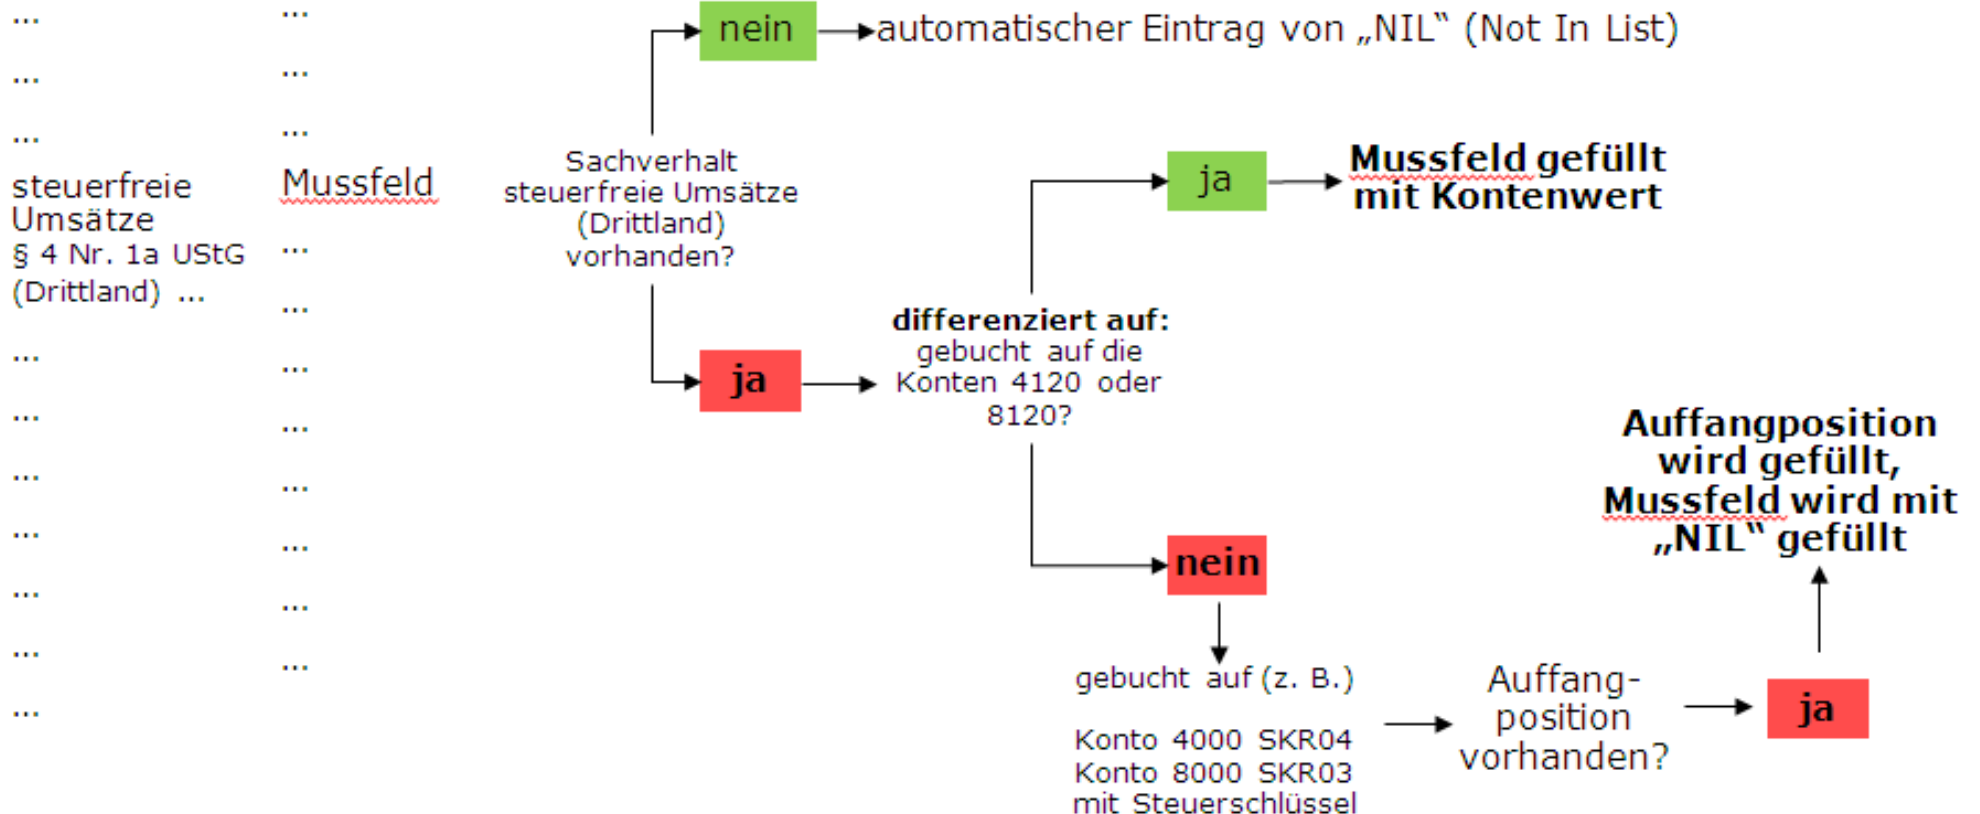 ...
...
...
steuerfreie
Umsätze
§ 4 Nr. 1a UStG
(Drittland) ...
...
...
...
...
...
...
...
...
...
...
Mussfeld
...
...
...
...
...
...
...
...
nein
automatischer Eintrag von „NIL“ (Not In List)
Sachverhalt
steuerfreie Umsätze
(Drittland)
vorhanden?
ja
differenziert auf:
gebucht auf die
Konten 4120 oder
8120?
ja
Mussfeld gefüllt
mit Kontenwert
nein
gebucht auf (z. B.)
Konto 4000 SKR04
Konto 8000 SKR03
mit Steuerschlüssel
Auffang-
position
vorhanden?
ja
Auffangposition
wird gefüllt,
Mussfeld wird mit
„NIL“ gefüllt